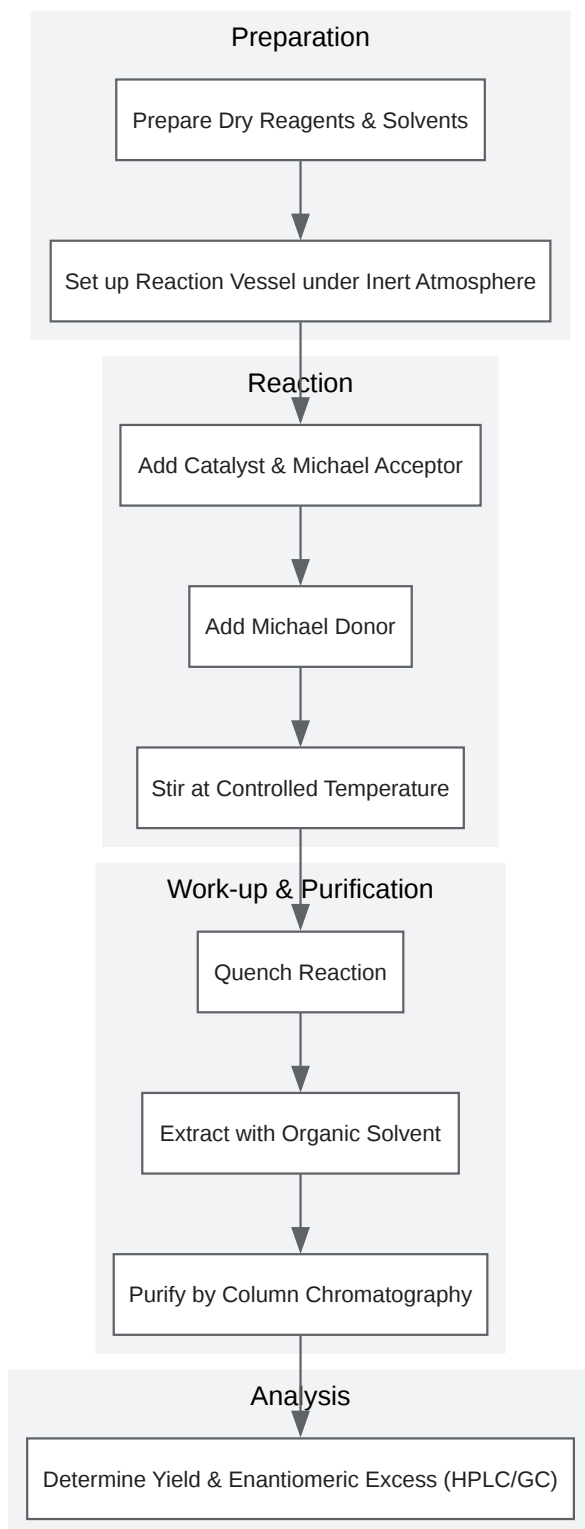 Preparation
Prepare Dry Reagents & Solvents
Set up Reaction Vessel under Inert Atmosphere
Reaction
Add Catalyst & Michael Acceptor
Add Michael Donor
Stir at Controlled Temperature
Work-up & Purification
Quench Reaction
Extract with Organic Solvent
Purify by Column Chromatography
Analysis
Determine Yield & Enantiomeric Excess (HPLC/GC)